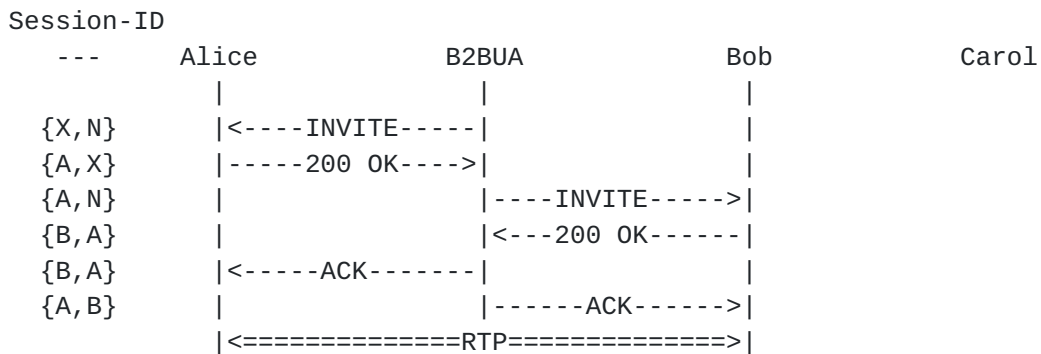 Session-ID
   ---     Alice            B2BUA             Bob            Carol
             |                |                |
  {X,N}      |<----INVITE-----|                |
  {A,X}      |-----200 OK---->|                |
  {A,N}      |                |----INVITE----->|
  {B,A}      |                |<---200 OK------|
  {B,A}      |<-----ACK-------|                |
  {A,B}      |                |------ACK------>|
             |<==============RTP==============>|